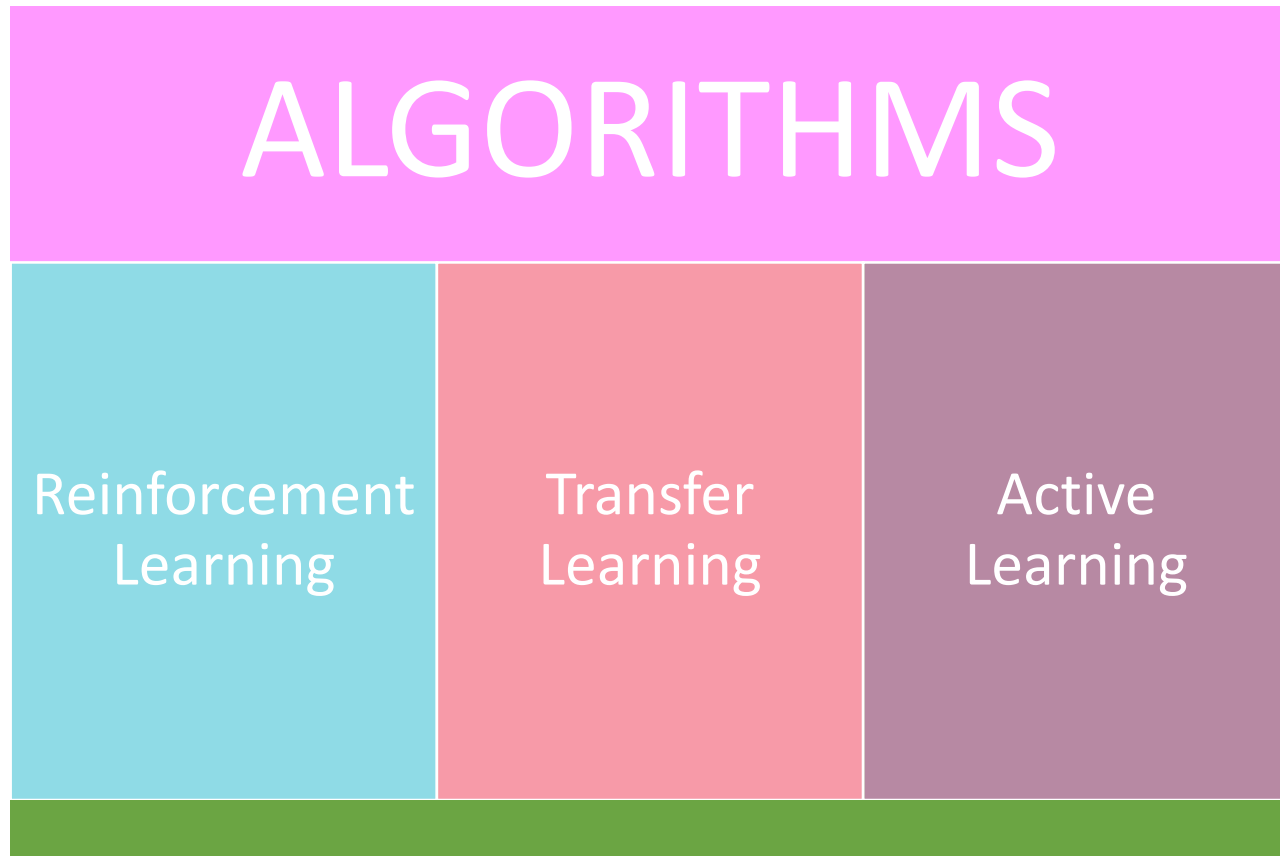 ALGORITHMS
Reinforcement
Learning
Transfer
Learning
Active
Learning